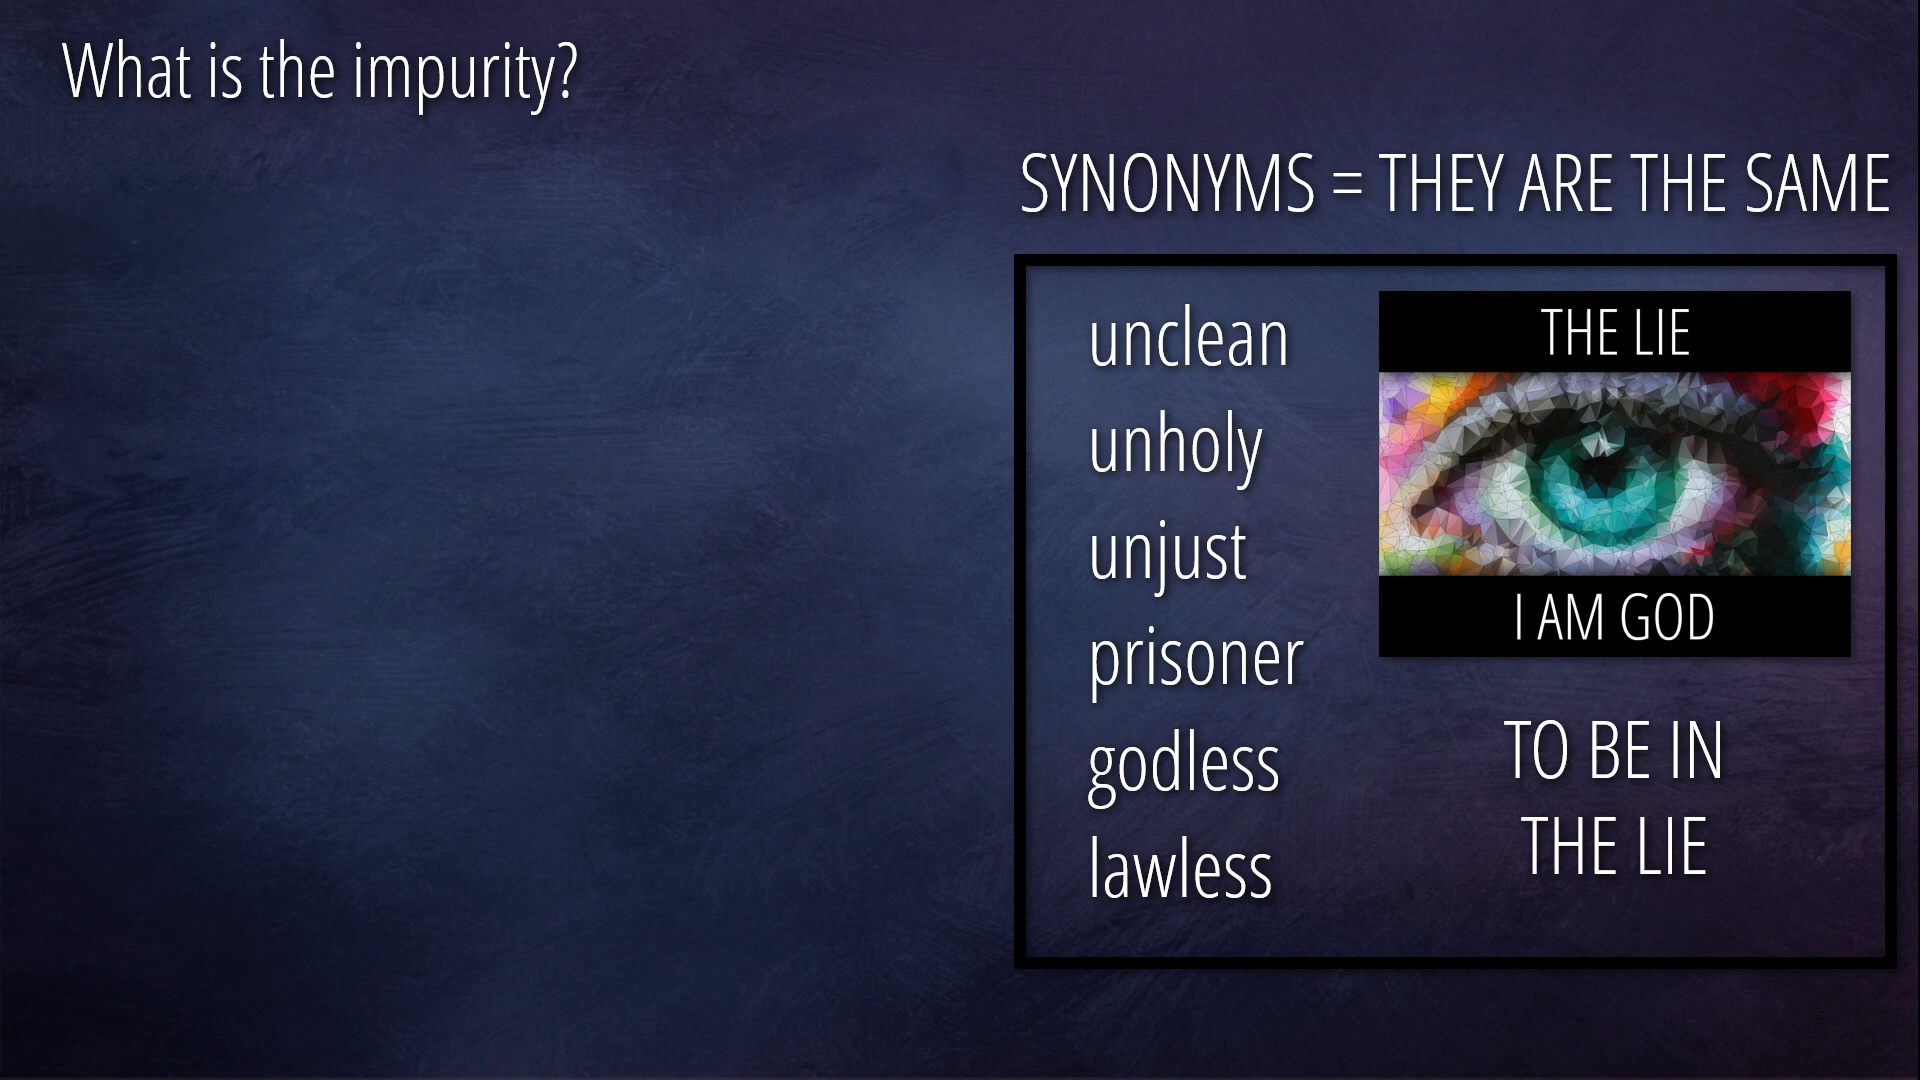 What is the impurity?
SYNONYMS = THEY ARE THE SAME
unclean
unholy
unjust
prisoner
godless
lawless
THE LIE
I AM GOD
TO BE IN
THE LIE